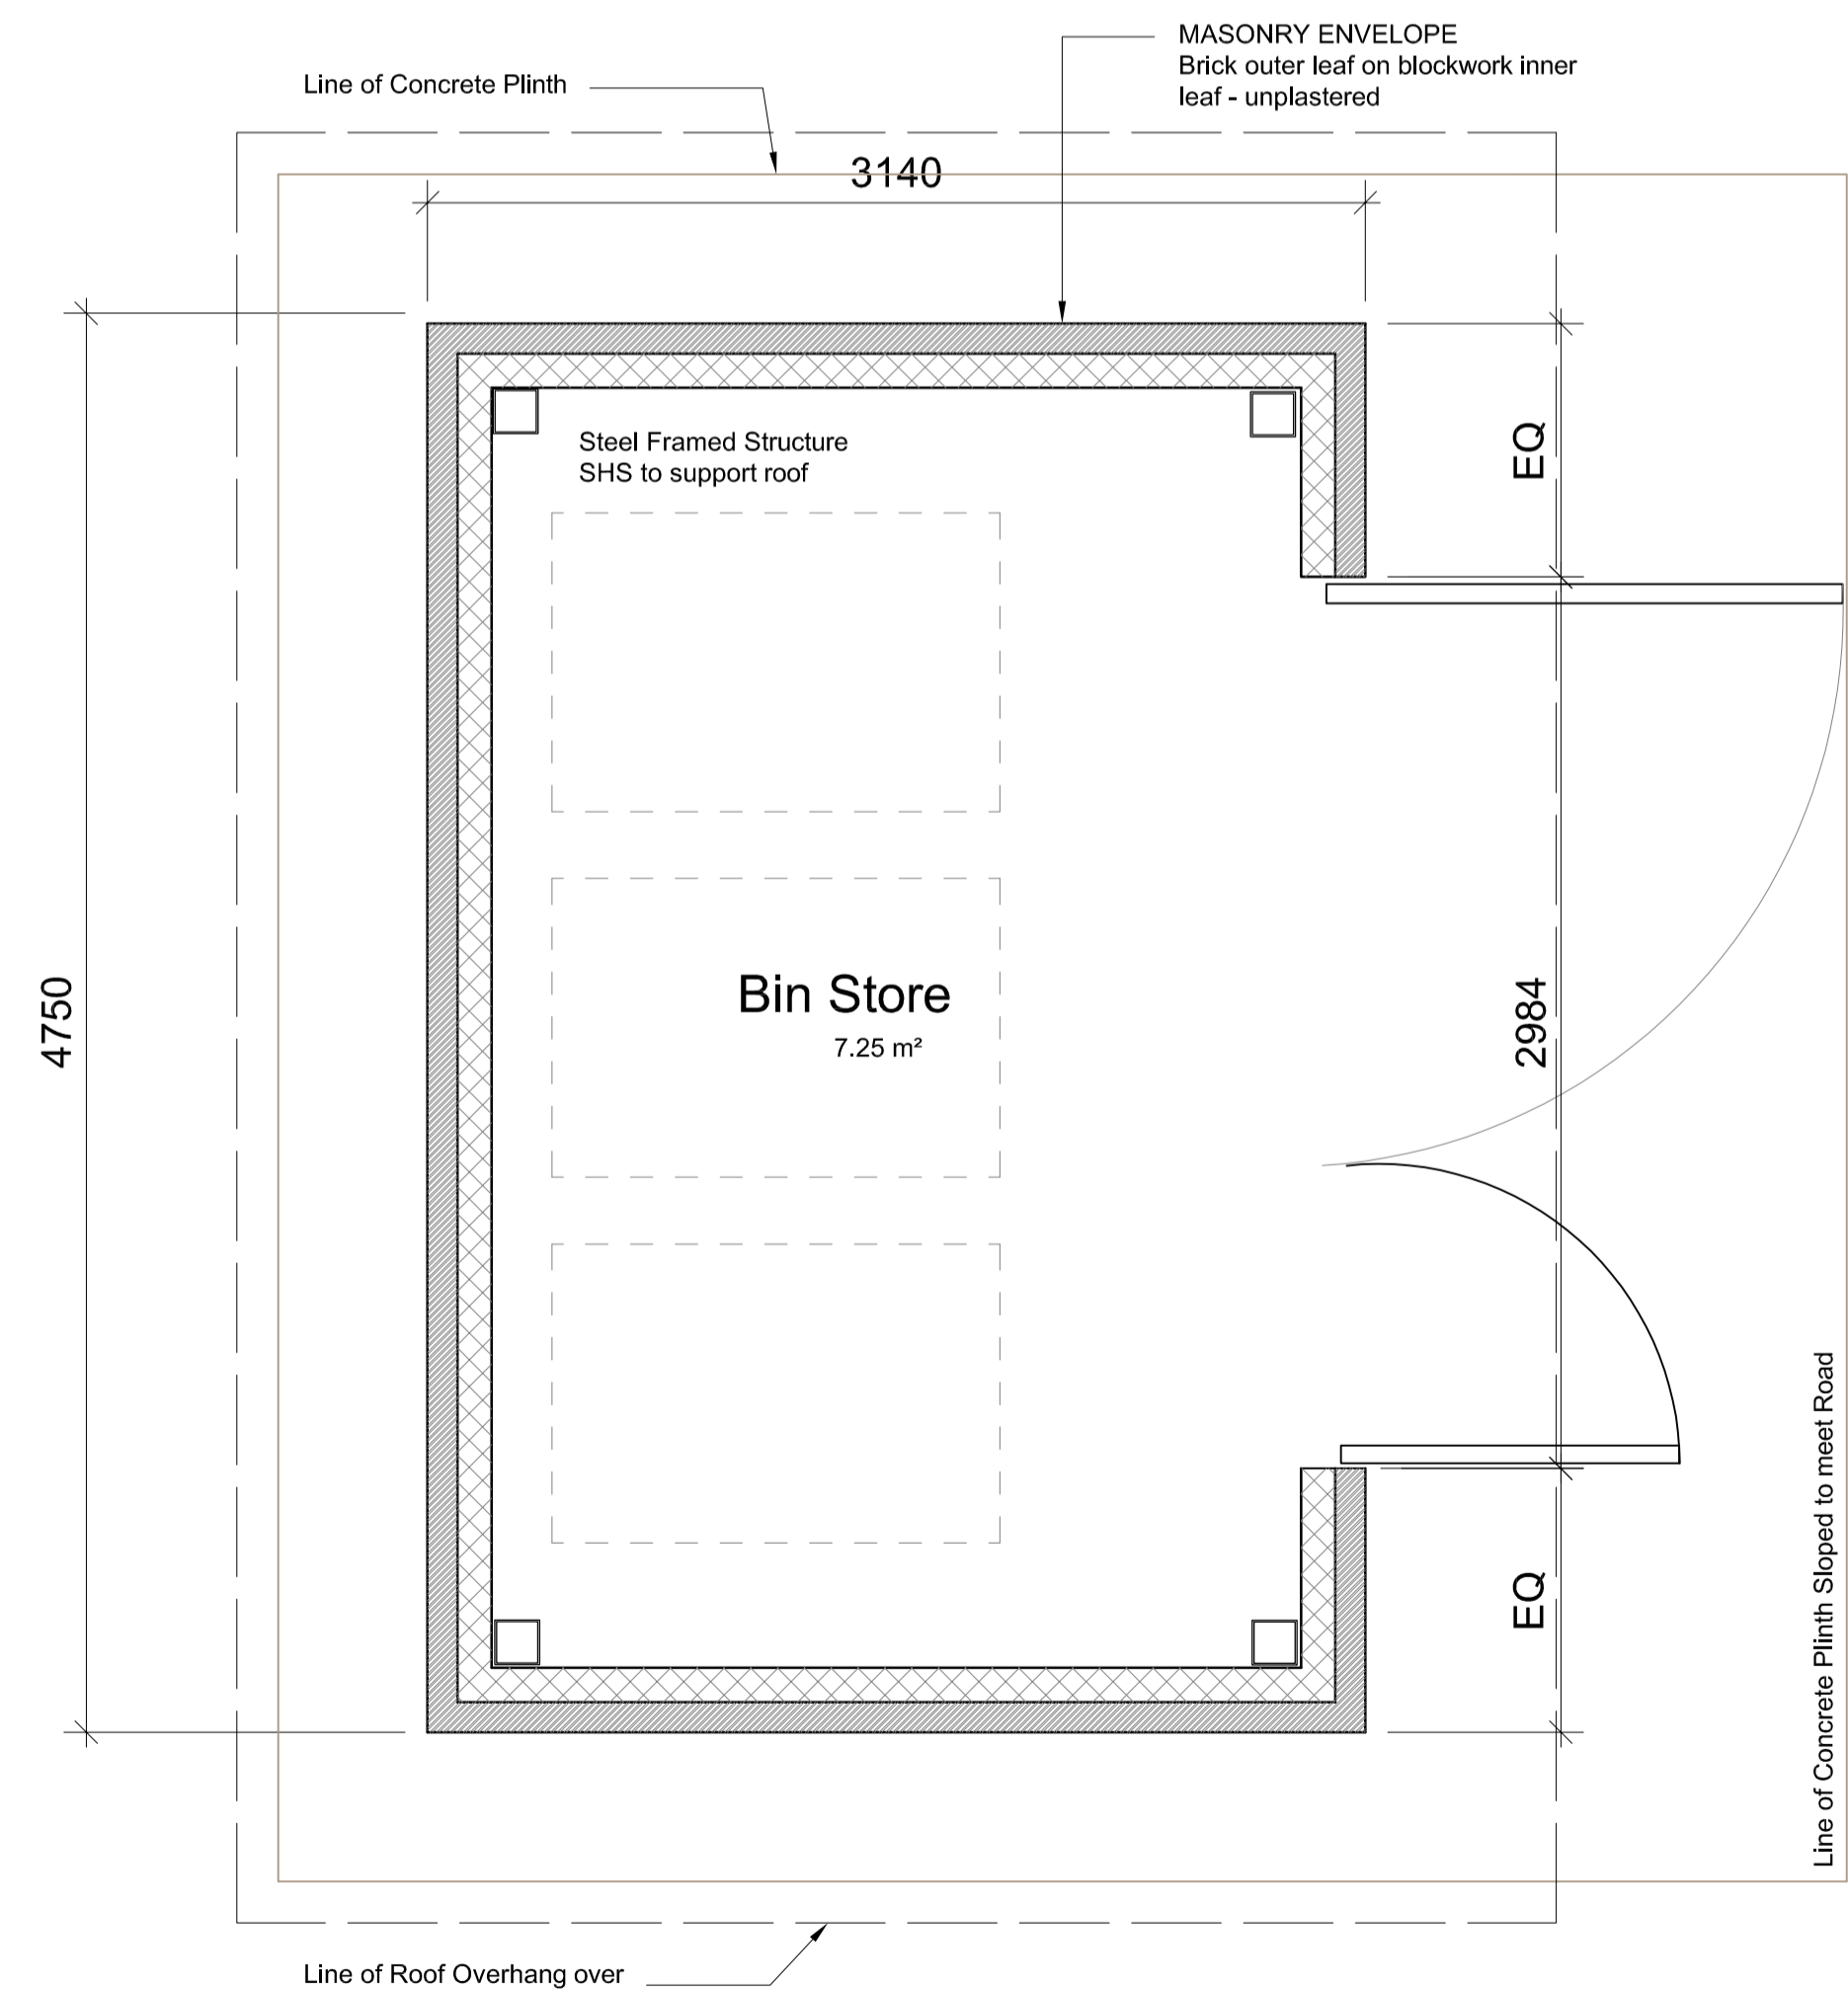 MASONRY ENVELOPE
Brick outer leaf on blockwork inner
leaf - unplastered
Line of Concrete Plinth
3140
Steel Framed Structure
SHS to support roof
EQ
4750
Bin Store
7.25 m²
2984
EQ
Line of Concrete Plinth Sloped to meet Road
Line of Roof Overhang over